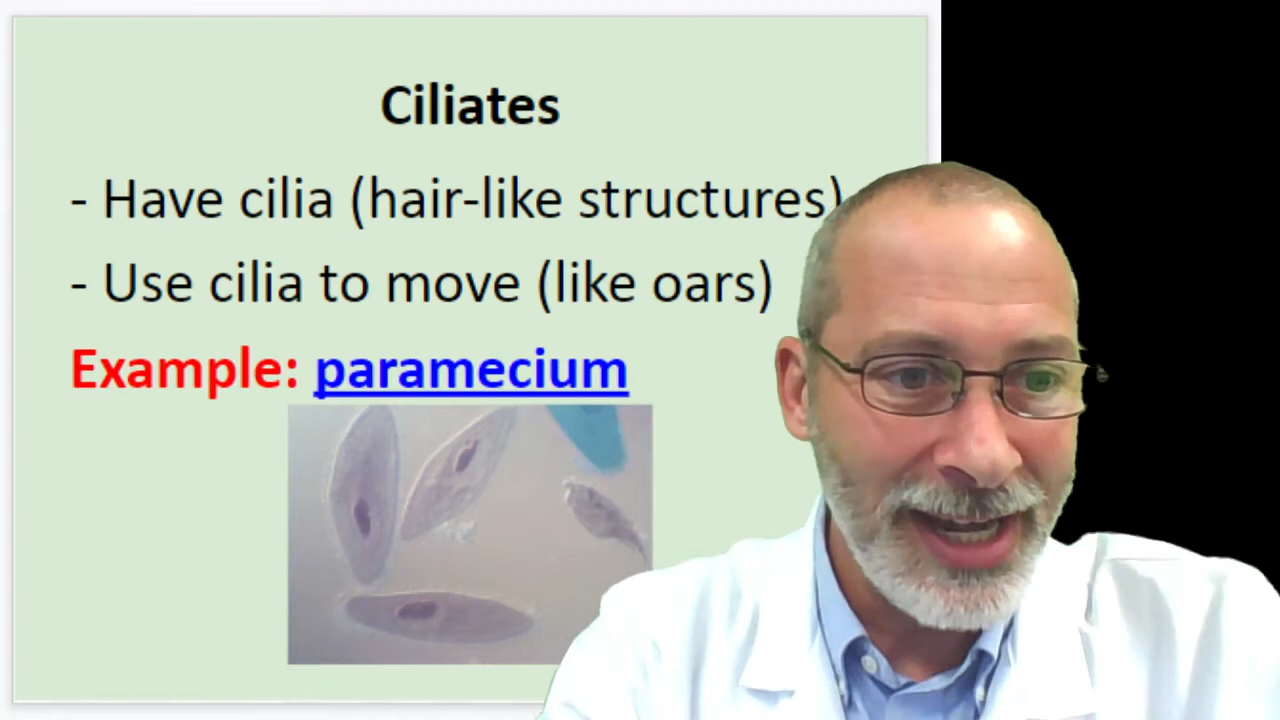 Ciliates
- Have cilia (hair-like structures)
- Use cilia to move (like oars)
Example: paramecium